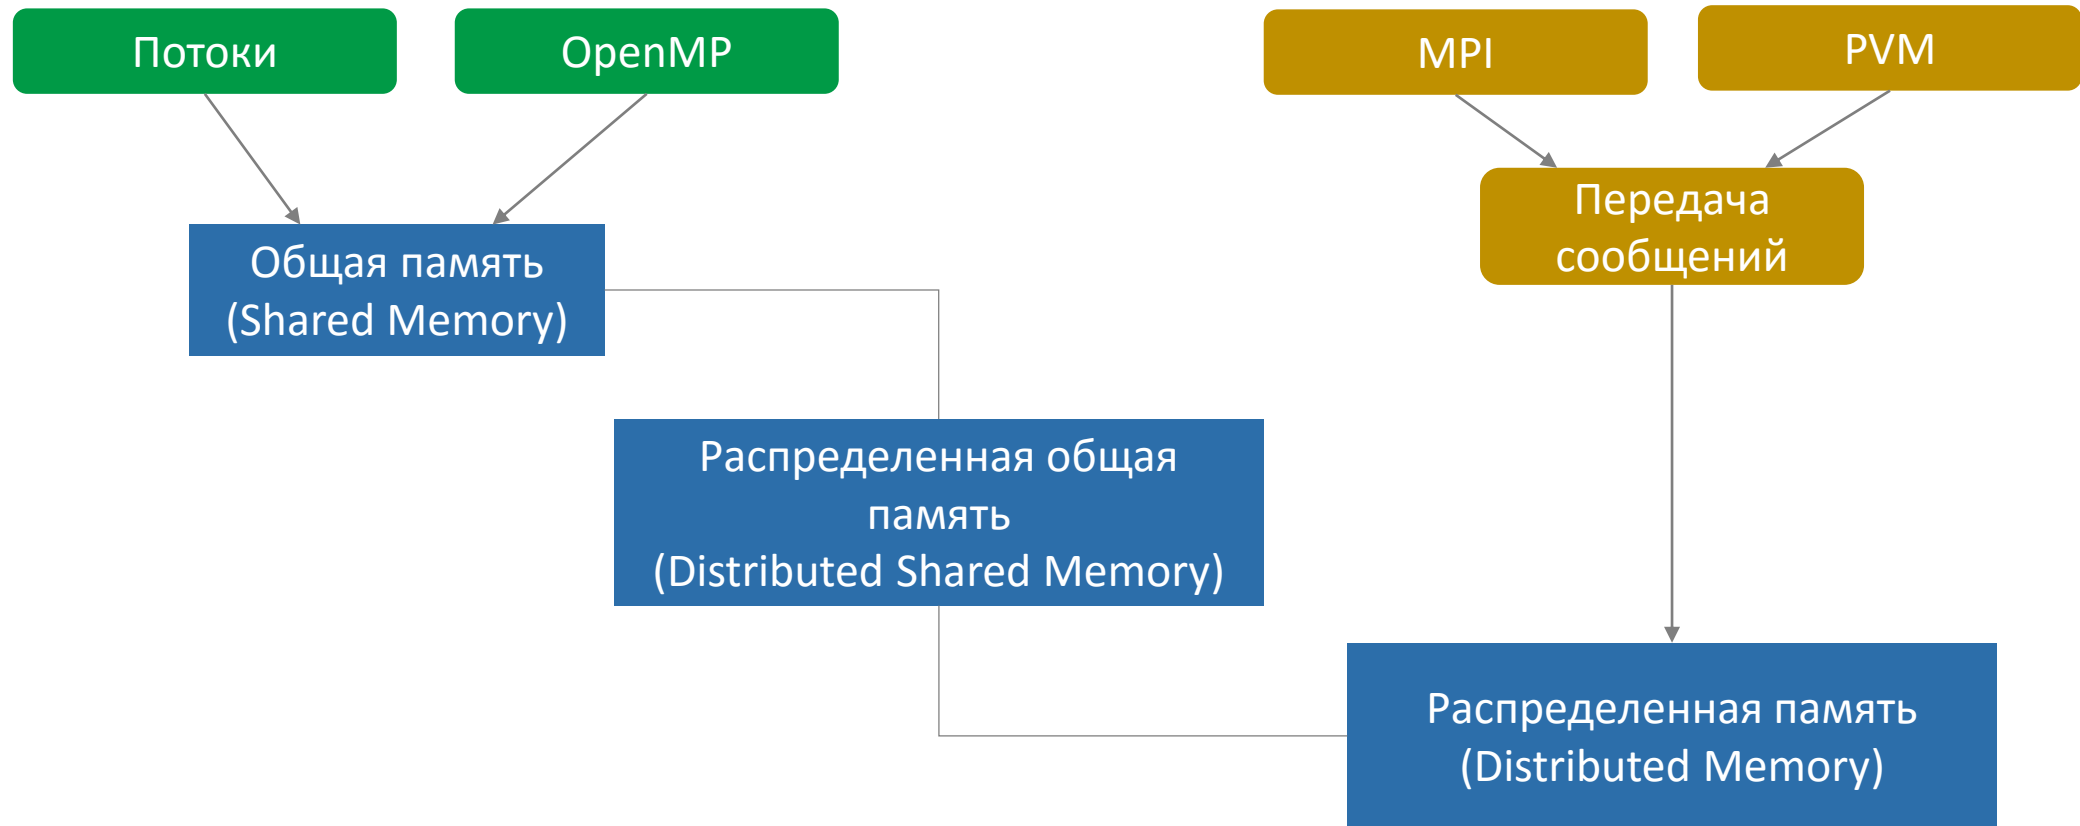 Потоки
OpenMP
MPI
PVM
Передача
сообщений
Общая память
(Shared Memory)
Распределенная общая
память
(Distributed Shared Memory)
Распределенная память
(Distributed Memory)